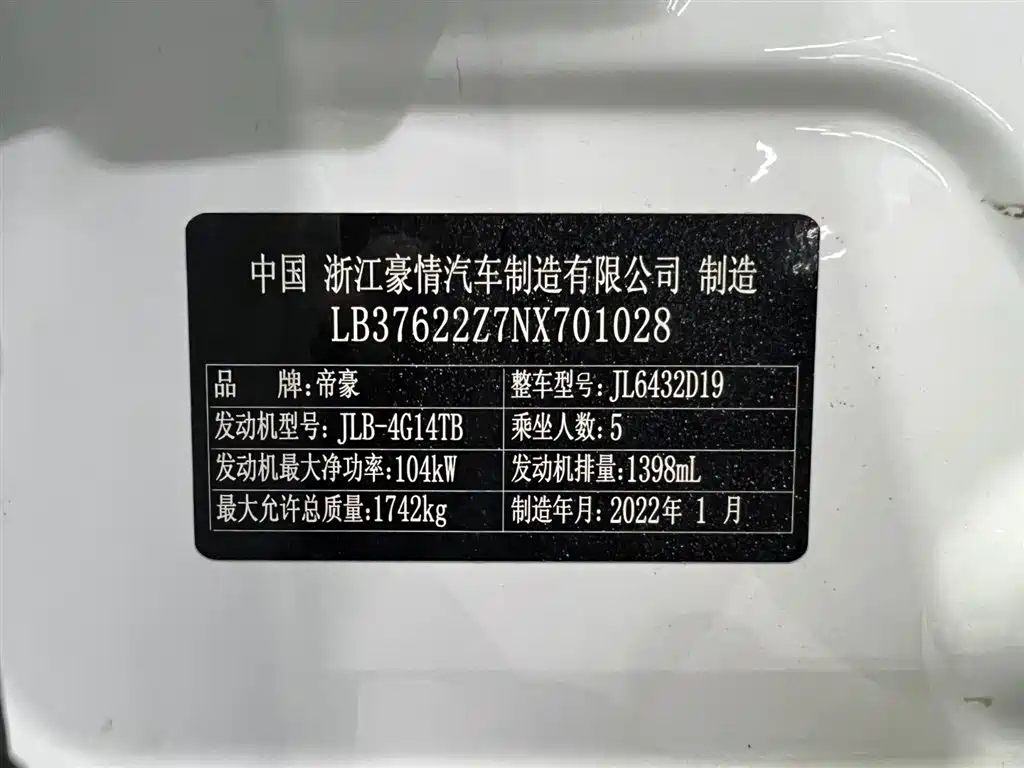 中国 浙江豪情汽车制造有限公司 制造
LB37622Z7NX701028
品 牌:帝豪 整车型号:JL6432D19
发动机型号:JLB-4G14TB 乘坐人数:5
发动机最大净功率:104kW 发动机排量:1398mL
最大允许总质量:1742kg 制造年月:2022年 1 月